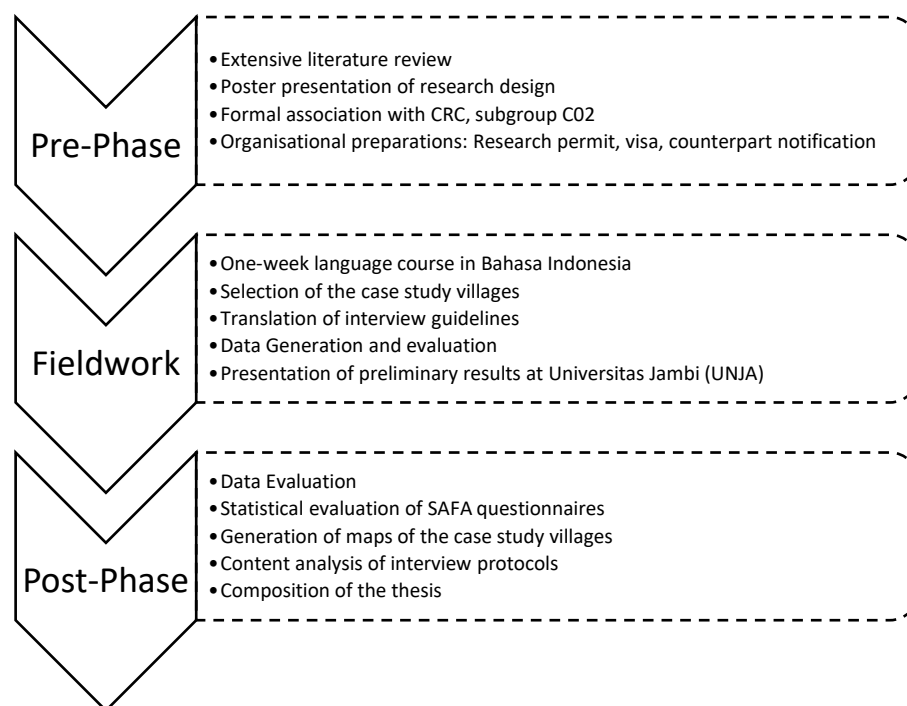 Pre-Phase
•Extensive literature review
•Poster presentation of research design
•Formal association with CRC, subgroup C02
•Organisational preparations: Research permit, visa, counterpart notification
Fieldwork
•One-week language course in Bahasa Indonesia
•Selection of the case study villages
•Translation of interview guidelines
•Data Generation and evaluation
•Presentation of preliminary results at Universitas Jambi (UNJA)
Post-Phase
•Data Evaluation
•Statistical evaluation of SAFA questionnaires
•Generation of maps of the case study villages
•Content analysis of interview protocols
•Composition of the thesis